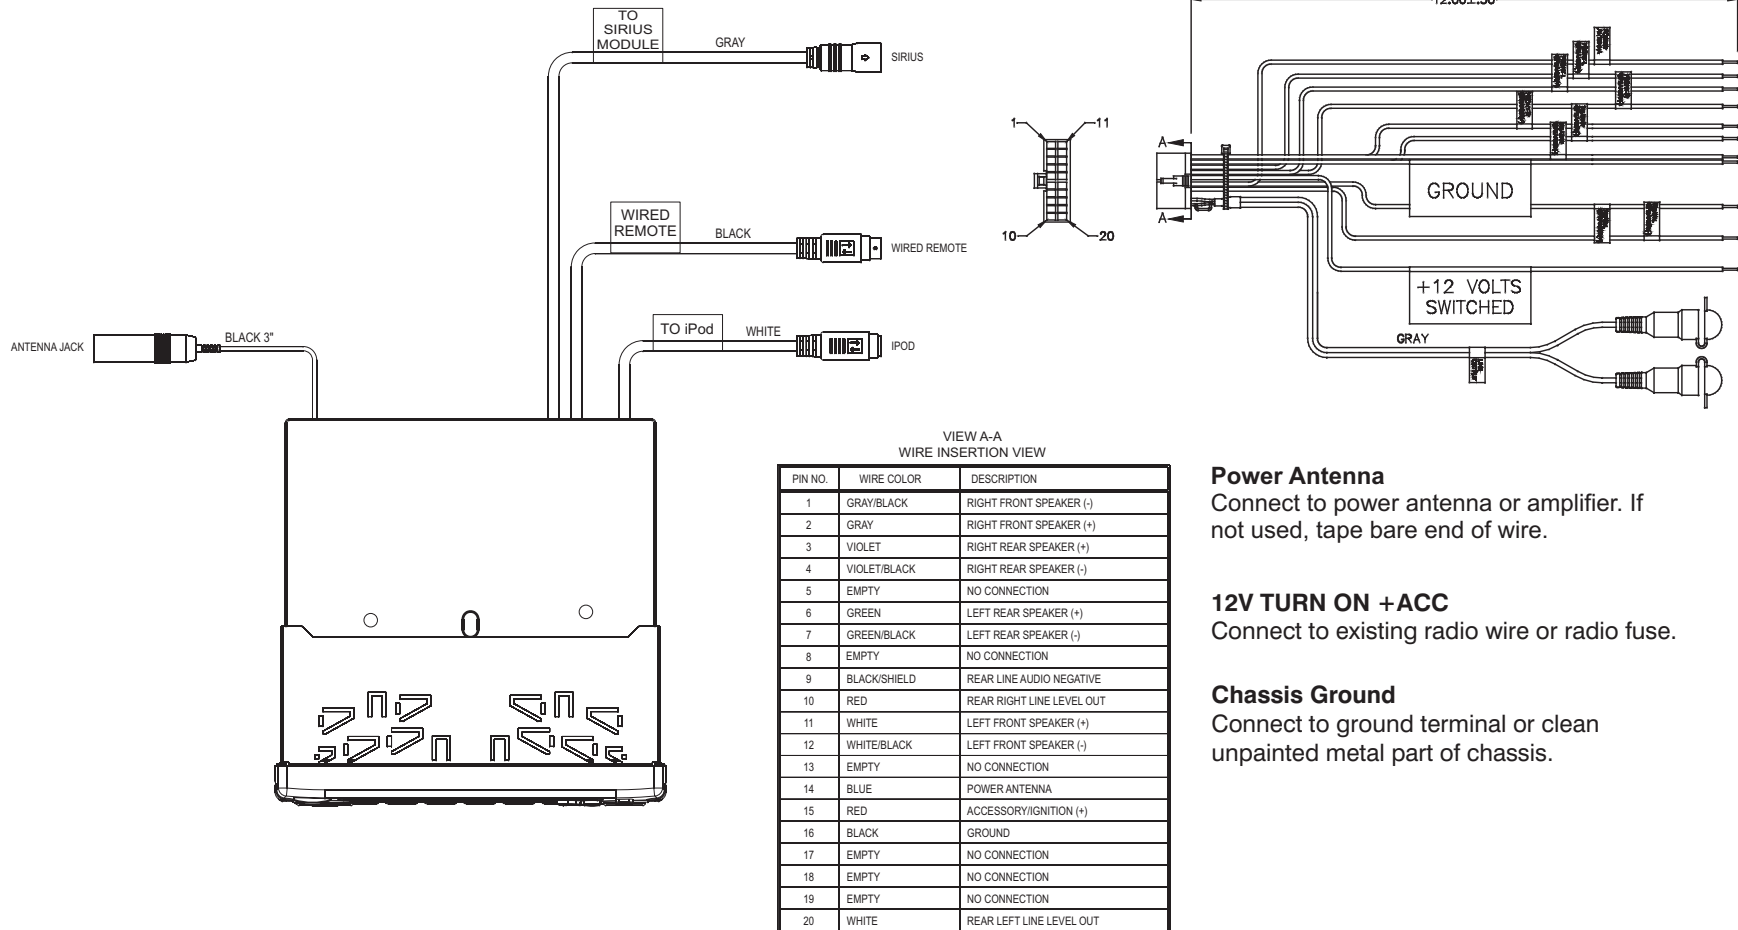 TO
SIRIUS
MODULE
GRAY
SIRIUS
WIRED
REMOTE
BLACK
WIRED REMOTE
TO iPod
WHITE
IPOD
ANTENNA JACK
BLACK 3"
1
11
10
20
A
A
GROUND
+12 VOLTS
SWITCHED
GRAY
VIEW A-A
WIRE INSERTION VIEW
PIN NO. WIRE COLOR DESCRIPTION
1 GRAY/BLACK RIGHT FRONT SPEAKER (-)
2 GRAY RIGHT FRONT SPEAKER (+)
3 VIOLET RIGHT REAR SPEAKER (+)
4 VIOLET/BLACK RIGHT REAR SPEAKER (-)
5 EMPTY NO CONNECTION
6 GREEN LEFT REAR SPEAKER (+)
7 GREEN/BLACK LEFT REAR SPEAKER (-)
8 EMPTY NO CONNECTION
9 BLACK/SHIELD REAR LINE AUDIO NEGATIVE
10 RED REAR RIGHT LINE LEVEL OUT
11 WHITE LEFT FRONT SPEAKER (+)
12 WHITE/BLACK LEFT FRONT SPEAKER (-)
13 EMPTY NO CONNECTION
14 BLUE POWER ANTENNA
15 RED ACCESSORY/IGNITION (+)
16 BLACK GROUND
17 EMPTY NO CONNECTION
18 EMPTY NO CONNECTION
19 EMPTY NO CONNECTION
20 WHITE REAR LEFT LINE LEVEL OUT
Power Antenna
Connect to power antenna or amplifier. If
not used, tape bare end of wire.
12V TURN ON +ACC
Connect to existing radio wire or radio fuse.
Chassis Ground
Connect to ground terminal or clean
unpainted metal part of chassis.